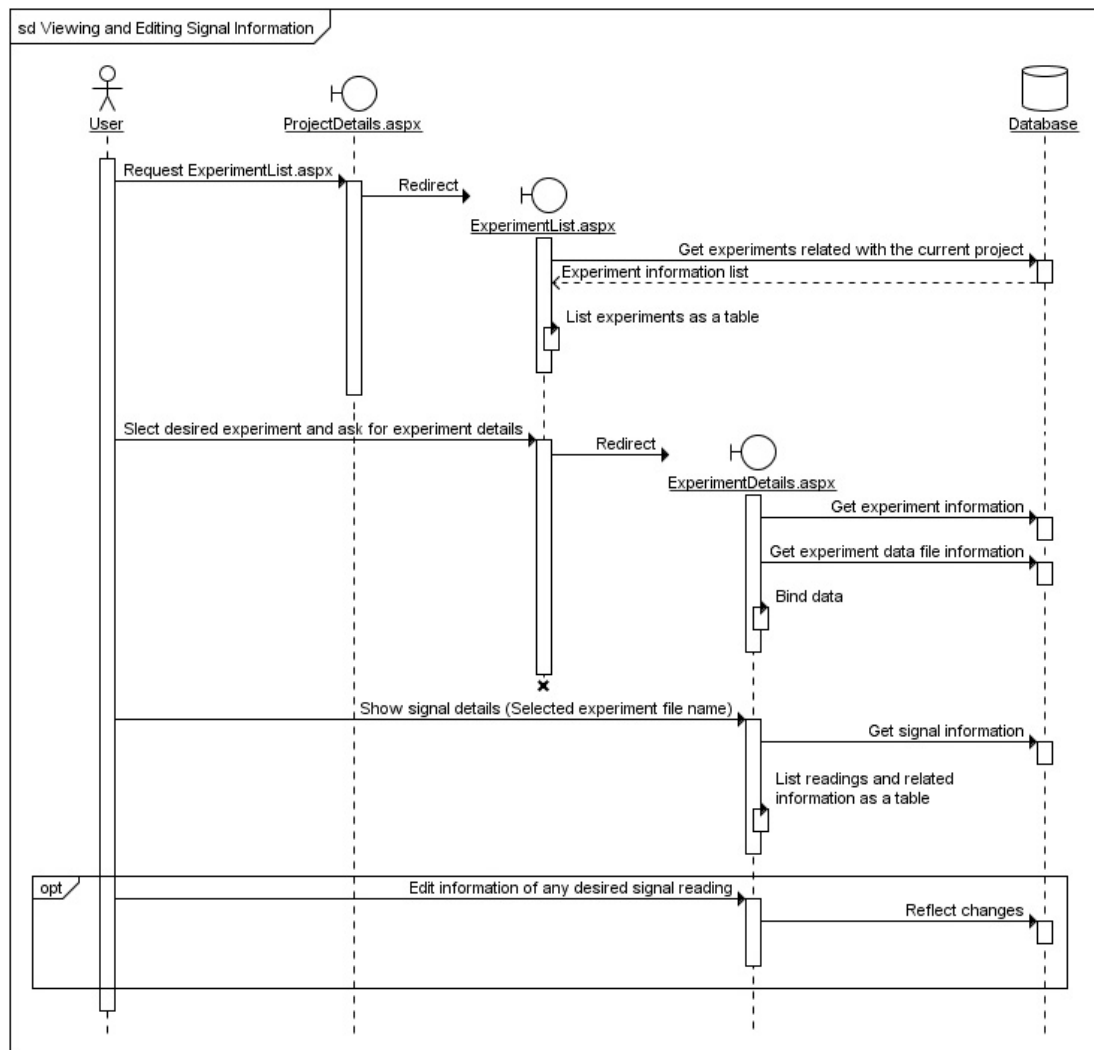 sd Viewing and Editing Signal Information
User
ProjectDetails.aspx
Database
Request ExperimentList.aspx
Redirect
ExperimentList.aspx
Get experiments related with the current project
Experiment information list
List experiments as a table
Slect desired experiment and ask for experiment details
Redirect
ExperimentDetails.aspx
Get experiment information
Get experiment data file information
Bind data
Show signal details (Selected experiment file name)
Get signal information
List readings and related
information as a table
opt
Edit information of any desired signal reading
Reflect changes